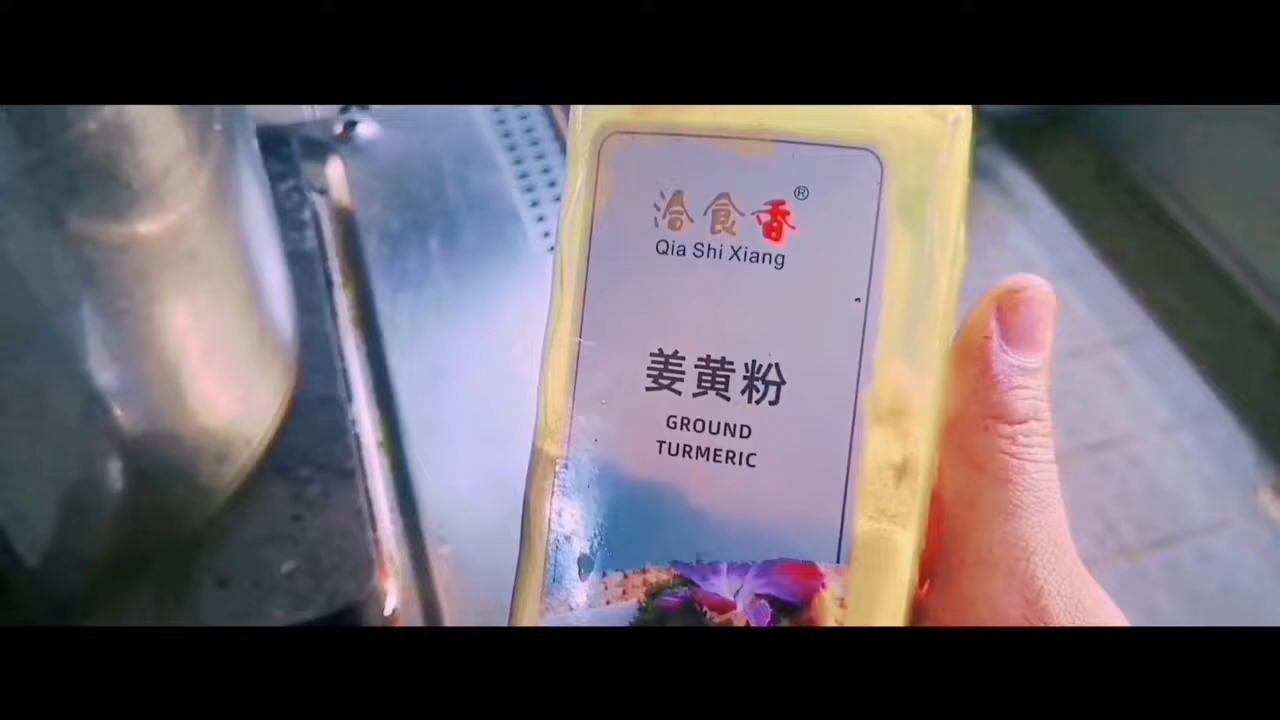 洽食香®
Qia Shi Xiang
姜黄粉
GROUND
TURMERIC